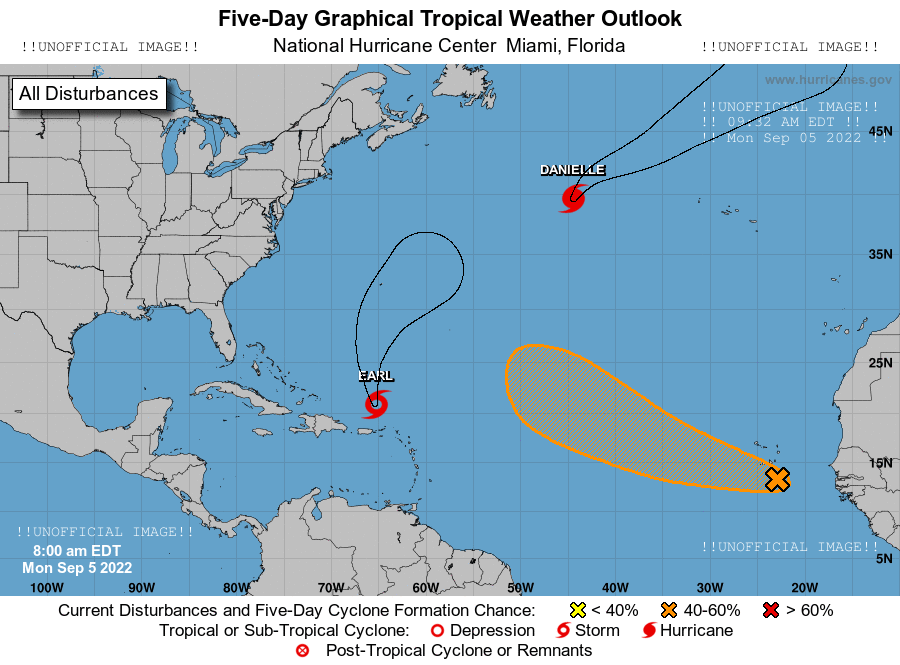 Five-Day Graphical Tropical Weather Outlook
!!UNOFFICIAL IMAGE!! National Hurricane Center Miami, Florida !!UNOFFICIAL IMAGE!!
www.hurricanes.gov
All Disturbances
!!UNOFFICIAL IMAGE!!
!! 09:32 AM EDT !!
!! Mon Sep 05 2022 !!
45N
DANIELLE
35N
25N
EARL
15N
!!UNOFFICIAL IMAGE!!
8:00 am EDT
Mon Sep 5 2022
!!UNOFFICIAL IMAGE!!
5N
100W 90W 80W 70W 60W 50W 40W 30W 20W
Current Disturbances and Five-Day Cyclone Formation Chance: < 40% 40-60% > 60%
Tropical or Sub-Tropical Cyclone: Depression Storm Hurricane
Post-Tropical Cyclone or Remnants